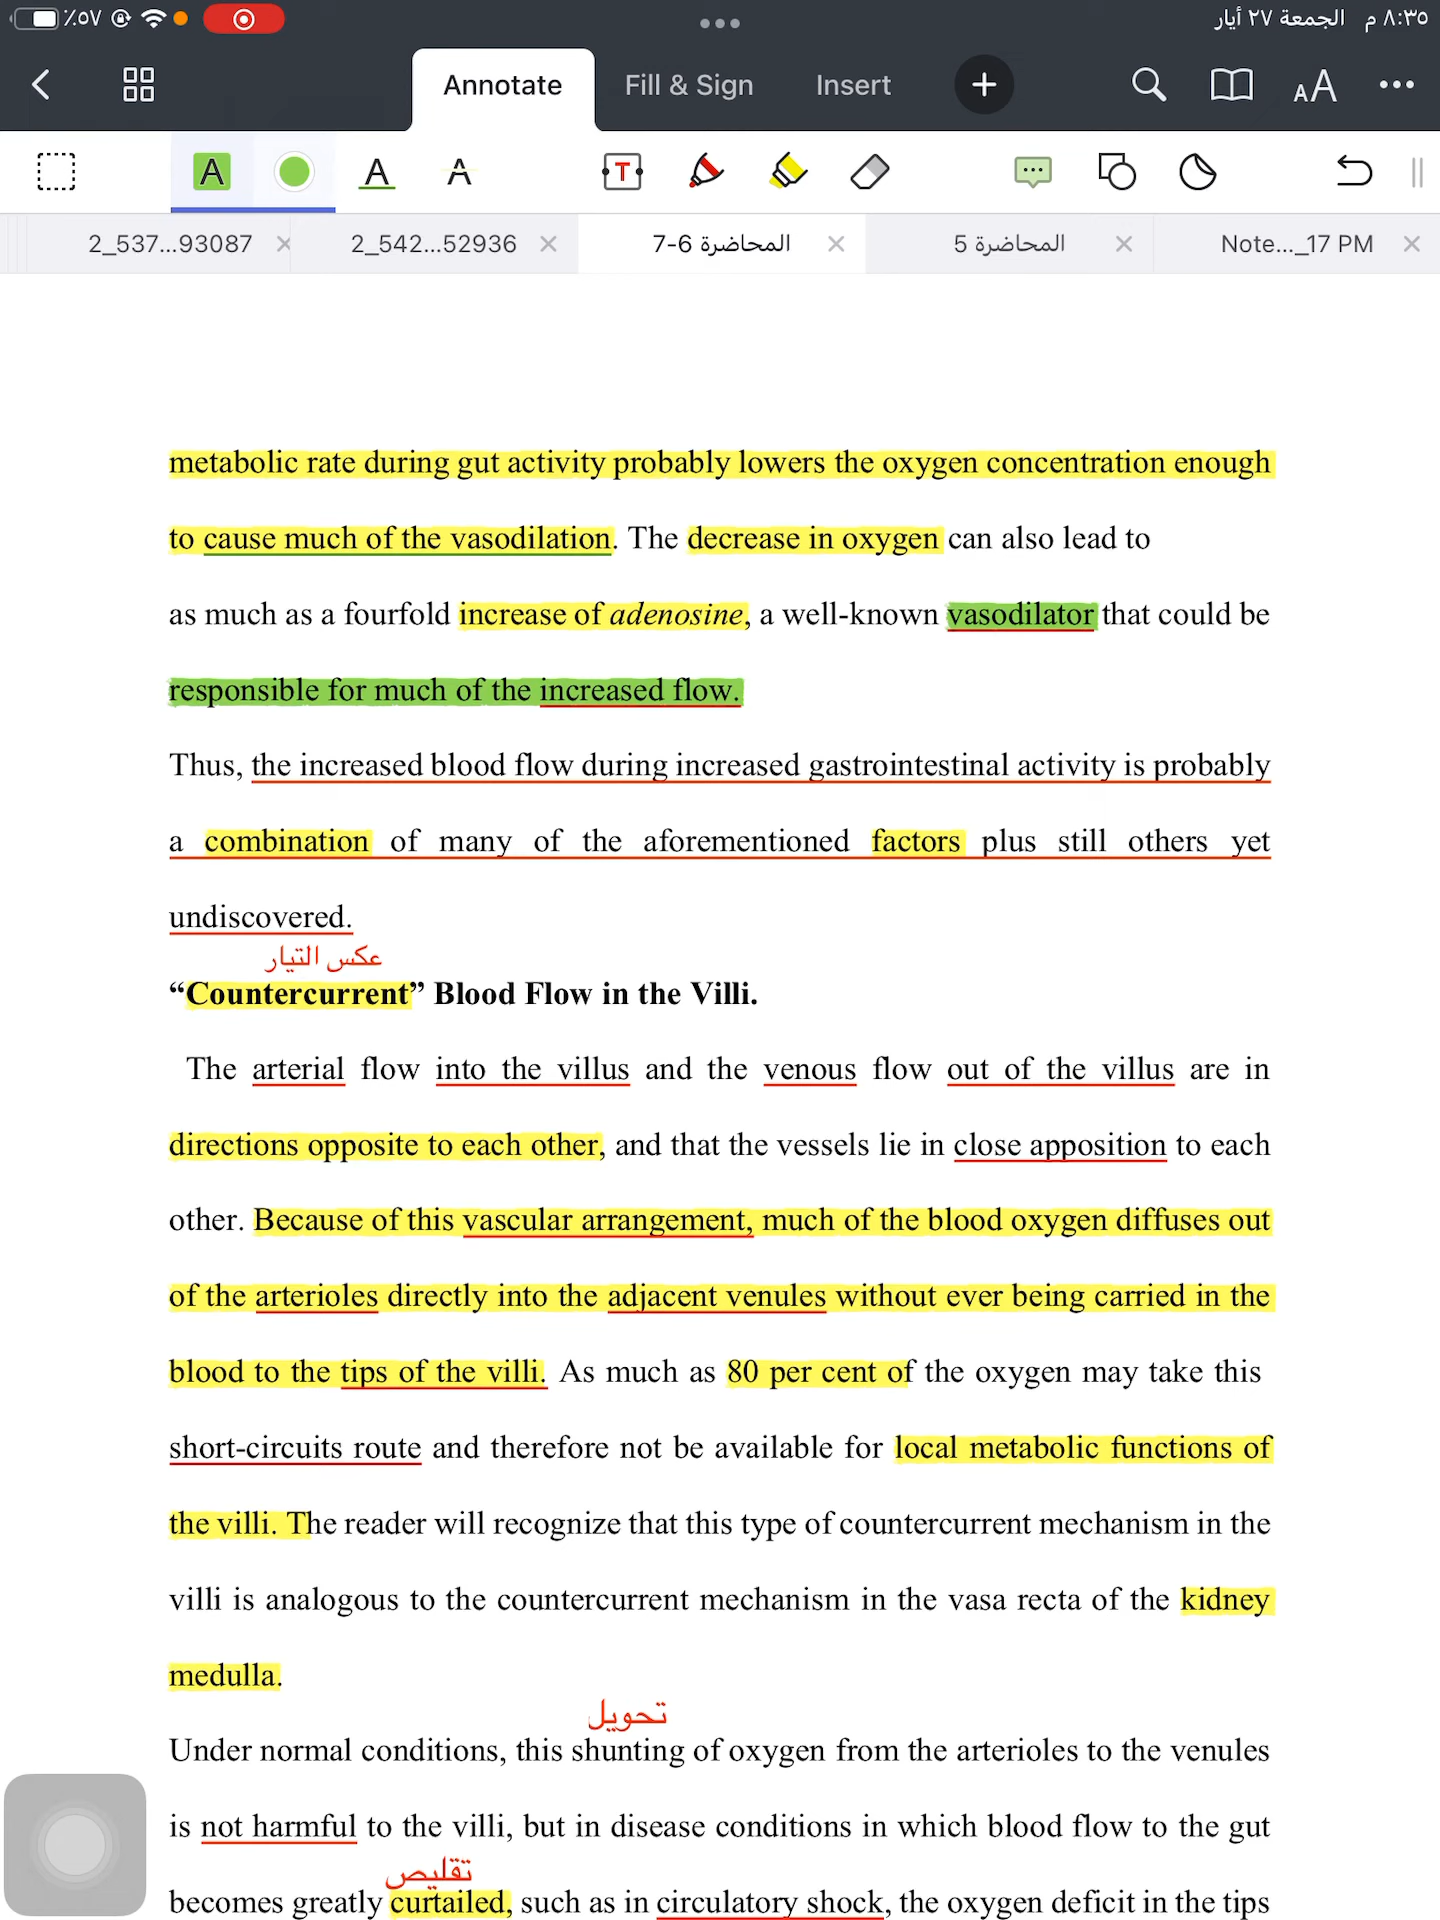 ٪٥٧
٨:٣٥ م الجمعة ٢٧ أيار
Annotate Fill & Sign Insert
AA
A A A T
2_537...93087 2_542...52936 المحاضرة 6-7 المحاضرة 5 Note..._17 PM
metabolic rate during gut activity probably lowers the oxygen concentration enough
to cause much of the vasodilation. The decrease in oxygen can also lead to
as much as a fourfold increase of adenosine, a well-known vasodilator that could be
responsible for much of the increased flow.
Thus, the increased blood flow during increased gastrointestinal activity is probably
a combination of many of the aforementioned factors plus still others yet
undiscovered.
عكس التيار
“Countercurrent” Blood Flow in the Villi.
The arterial flow into the villus and the venous flow out of the villus are in
directions opposite to each other, and that the vessels lie in close apposition to each
other. Because of this vascular arrangement, much of the blood oxygen diffuses out
of the arterioles directly into the adjacent venules without ever being carried in the
blood to the tips of the villi. As much as 80 per cent of the oxygen may take this
short-circuits route and therefore not be available for local metabolic functions of
the villi. The reader will recognize that this type of countercurrent mechanism in the
villi is analogous to the countercurrent mechanism in the vasa recta of the kidney
medulla.
تحويل
Under normal conditions, this shunting of oxygen from the arterioles to the venules
is not harmful to the villi, but in disease conditions in which blood flow to the gut
تقليص
becomes greatly curtailed, such as in circulatory shock, the oxygen deficit in the tips